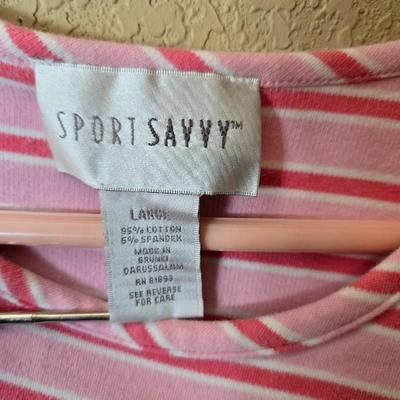 SPORT SAVVY™
LARGE
95% COTTON
5% SPANDEX
MADE IN
BRUNEI
DARUSSALAM
RN 81893
SEE REVERSE
FOR CARE